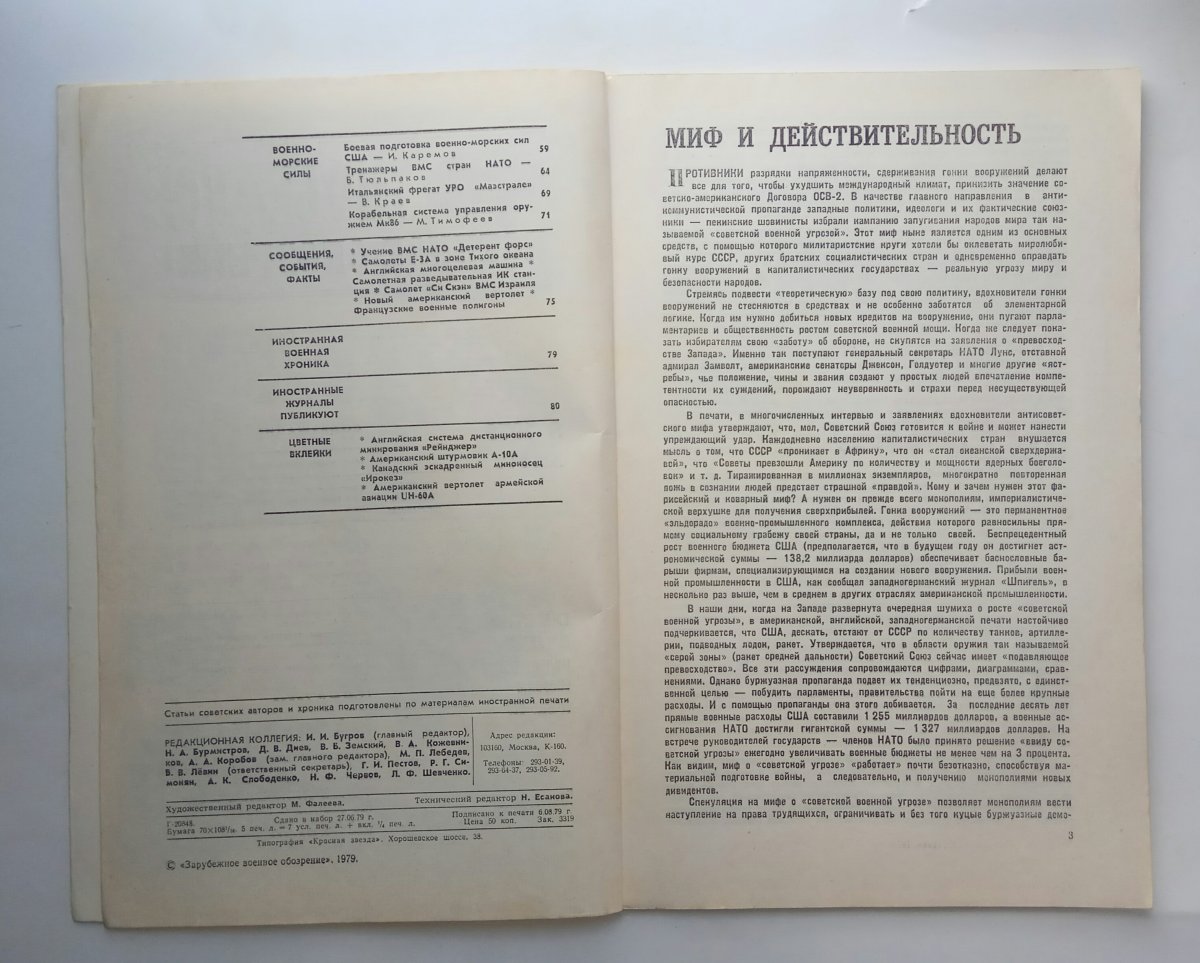 ВОЕННО-
МОРСКИЕ
СИЛЫ
Боевая подготовка военно-морских сил
США — И. Каремов 59
Тренажеры ВМС стран НАТО —
Б. Тюльпаков 64
Итальянский фрегат УРО «Маэстрале»
— В. Краев 69
Корабельная система управления ору-
жием Мк86 — М. Тимофеев 71
СООБЩЕНИЯ,
СОБЫТИЯ,
ФАКТЫ
* Учение ВМС НАТО «Детерент форс»
* Самолеты Е-3А в зоне Тихого океана
* Английская многоцелевая машина *
Самолетная разведывательная ИК стан-
ция * Самолет «Си Скэн» ВМС Израиля
* Новый американский вертолет *
Французские военные полигоны 75
ИНОСТРАННАЯ
ВОЕННАЯ
ХРОНИКА 79
ИНОСТРАННЫЕ
ЖУРНАЛЫ
ПУБЛИКУЮТ 80
ЦВЕТНЫЕ
ВКЛЕЙКИ
* Английская система дистанционного
минирования «Рейнджер»
* Американский штурмовик А-10А
* Канадский эскадренный миноносец
«Ирокез»
* Американский вертолет армейской
авиации UH-60A
Статьи советских авторов и хроника подготовлены по материалам иностранной печати
РЕДАКЦИОННАЯ КОЛЛЕГИЯ: И. И. Бугров (главный редактор),
Н. А. Бурмистров, Д. В. Диев, В. Б. Земский, В. А. Кожевни-
ков, А. А. Коробов (зам. главного редактора), М. П. Лебедев,
В. В. Лёвин (ответственный секретарь), Г. И. Пестов, Р. Г. Си-
монян, А. К. Слободенко, Н. Ф. Червов, Л. Ф. Шевченко.
Адрес редакции:
103160, Москва, К-160.
Телефоны: 293-01-39,
293-64-37, 293-05-92.
Художественный редактор М. Фалеева. Технический редактор Н. Есакова.
Г-20848. Сдано в набор 27.06.79 г. Подписано к печати 6.08.79 г.
Бумага 70×108¹/₁₆. 5 печ. л. = 7 усл. печ. л. + вкл. ¹/₄ печ. л. Цена 50 коп. Зак. 3319
Типография «Красная звезда». Хорошевское шоссе, 38.
© «Зарубежное военное обозрение», 1979.
МИФ И ДЕЙСТВИТЕЛЬНОСТЬ
ПРОТИВНИКИ разрядки напряженности, сдерживания гонки вооружений делают
все для того, чтобы ухудшить международный климат, принизить значение со-
ветско-американского Договора ОСВ-2. В качестве главного направления в анти-
коммунистической пропаганде западные политики, идеологи и их фактические союз-
ники — пекинские шовинисты избрали кампанию запугивания народов мира так на-
зываемой «советской военной угрозой». Этот миф ныне является одним из основных
средств, с помощью которого милитаристские круги хотели бы оклеветать миролюби-
вый курс СССР, других братских социалистических стран и одновременно оправдать
гонку вооружений в капиталистических государствах — реальную угрозу миру и
безопасности народов.
Стремясь подвести «теоретическую» базу под свою политику, вдохновители гонки
вооружений не стесняются в средствах и не особенно заботятся об элементарной
логике. Когда им нужно добиться новых кредитов на вооружение, они пугают парла-
ментариев и общественность ростом советской военной мощи. Когда же следует пока-
зать избирателям свою «заботу» об обороне, не скупятся на заявления о «превосход-
стве Запада». Именно так поступают генеральный секретарь НАТО Лунс, отставной
адмирал Замволт, американские сенаторы Джексон, Голдуотер и многие другие «яст-
ребы», чье положение, чины и звания создают у простых людей впечатление компе-
тентности их суждений, порождают неуверенность и страхи перед несуществующей
опасностью.
В печати, в многочисленных интервью и заявлениях вдохновители антисовет-
ского мифа утверждают, что, мол, Советский Союз готовится к войне и может нанести
упреждающий удар. Каждодневно населению капиталистических стран внушается
мысль о том, что СССР «проникает в Африку», что он «стал океанской сверхдержа-
вой», что «Советы превзошли Америку по количеству и мощности ядерных боеголо-
вок» и т. д. Тиражированная в миллионах экземпляров, многократно повторенная
ложь в сознании людей предстает страшной «правдой». Кому и зачем нужен этот фа-
рисейский и коварный миф? А нужен он прежде всего монополиям, империалистиче-
ской верхушке для получения сверхприбылей. Гонка вооружений — это перманентное
«эльдорадо» военно-промышленного комплекса, действия которого равносильны пря-
мому социальному грабежу своей страны, да и не только своей. Беспрецедентный
рост военного бюджета США (предполагается, что в будущем году он достигнет аст-
рономической суммы — 138,2 миллиарда долларов) обеспечивает баснословные ба-
рыши фирмам, специализирующимся на создании нового вооружения. Прибыли воен-
ной промышленности в США, как сообщал западногерманский журнал «Шпигель», в
несколько раз выше, чем в среднем в других отраслях американской промышленности.
В наши дни, когда на Западе развернута очередная шумиха о росте «советской
военной угрозы», в американской, английской, западногерманской печати настойчиво
подчеркивается, что США, дескать, отстают от СССР по количеству танков, артилле-
рии, подводных лодок, ракет. Утверждается, что в области оружия так называемой
«серой зоны» (ракет средней дальности) Советский Союз сейчас имеет «подавляющее
превосходство». Все эти рассуждения сопровождаются цифрами, диаграммами, срав-
нениями. Однако буржуазная пропаганда подает их тенденциозно, предвзято, с единст-
венной целью — побудить парламенты, правительства пойти на еще более крупные
расходы. И с помощью пропаганды она этого добивается. За последние десять лет
прямые военные расходы США составили 1 255 миллиардов долларов, а военные ас-
сигнования НАТО достигли гигантской суммы — 1 327 миллиардов долларов. На
встрече руководителей государств — членов НАТО было принято решение «ввиду со-
ветской угрозы» ежегодно увеличивать военные бюджеты не менее чем на 3 процента.
Как видим, миф о «советской угрозе» «работает» почти безотказно, способствуя ма-
териальной подготовке войны, а следовательно, и получению монополиями новых
дивидентов.
Спекуляция на мифе о «советской военной угрозе» позволяет монополиям вести
наступление на права трудящихся, ограничивать и без того куцые буржуазные демо-
3